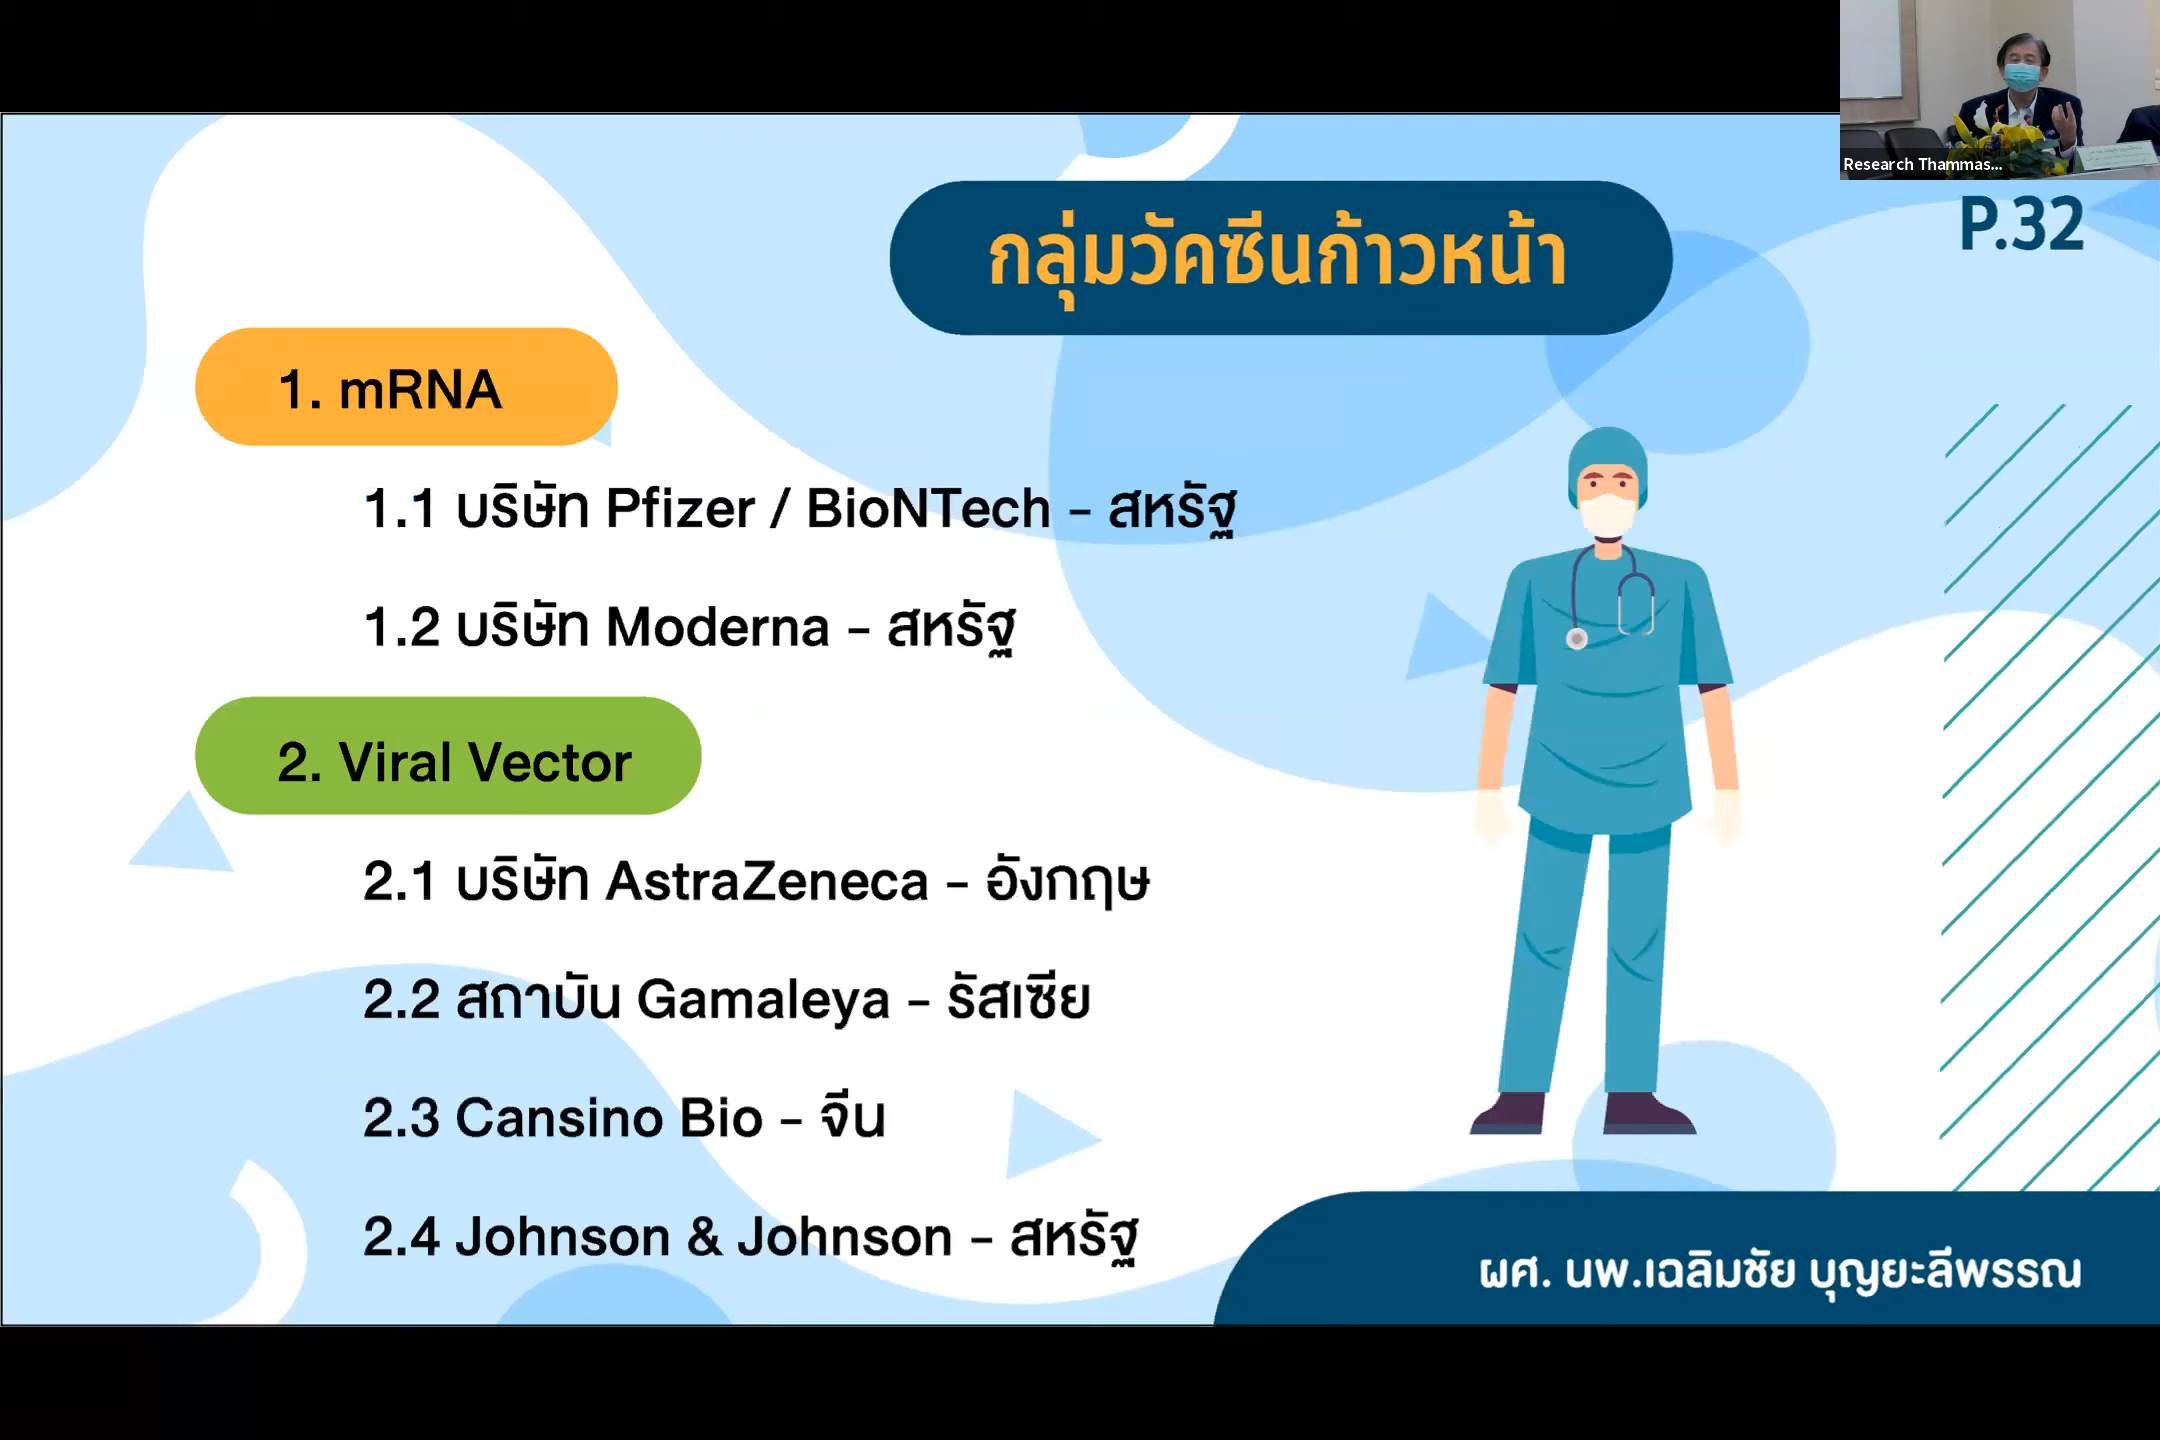 Research Thammas...
P.32
กลุ่มวัคซีนก้าวหน้า
1. mRNA
1.1 บริษัท Pfizer / BioNTech - สหรัฐ
1.2 บริษัท Moderna - สหรัฐ
2. Viral Vector
2.1 บริษัท AstraZeneca - อังกฤษ
2.2 สถาบัน Gamaleya - รัสเซีย
2.3 Cansino Bio - จีน
2.4 Johnson & Johnson - สหรัฐ
ผศ. นพ.เฉลิมชัย บุญยะลีพรรณ